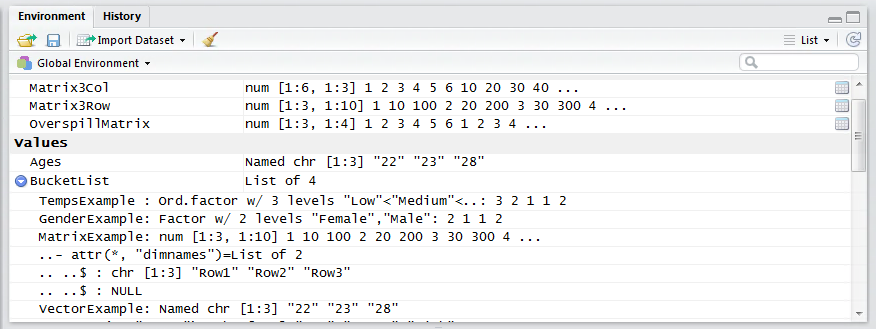 Environment History
Import Dataset List
Global Environment
Matrix3Col num [1:6, 1:3] 1 2 3 4 5 6 10 20 30 40 ...
Matrix3Row num [1:3, 1:10] 1 10 100 2 20 200 3 30 300 4 ...
OverspillMatrix num [1:3, 1:4] 1 2 3 4 5 6 1 2 3 4 ...
Values
Ages Named chr [1:3] "22" "23" "28"
BucketList List of 4
TempsExample : Ord.factor w/ 3 levels "Low"<"Medium"<..: 3 2 1 1 2
GenderExample: Factor w/ 2 levels "Female","Male": 2 1 1 2
MatrixExample: num [1:3, 1:10] 1 10 100 2 20 200 3 30 300 4 ...
..- attr(*, "dimnames")=List of 2
.. ..$ : chr [1:3] "Row1" "Row2" "Row3"
.. ..$ : NULL
VectorExample: Named chr [1:3] "22" "23" "28"